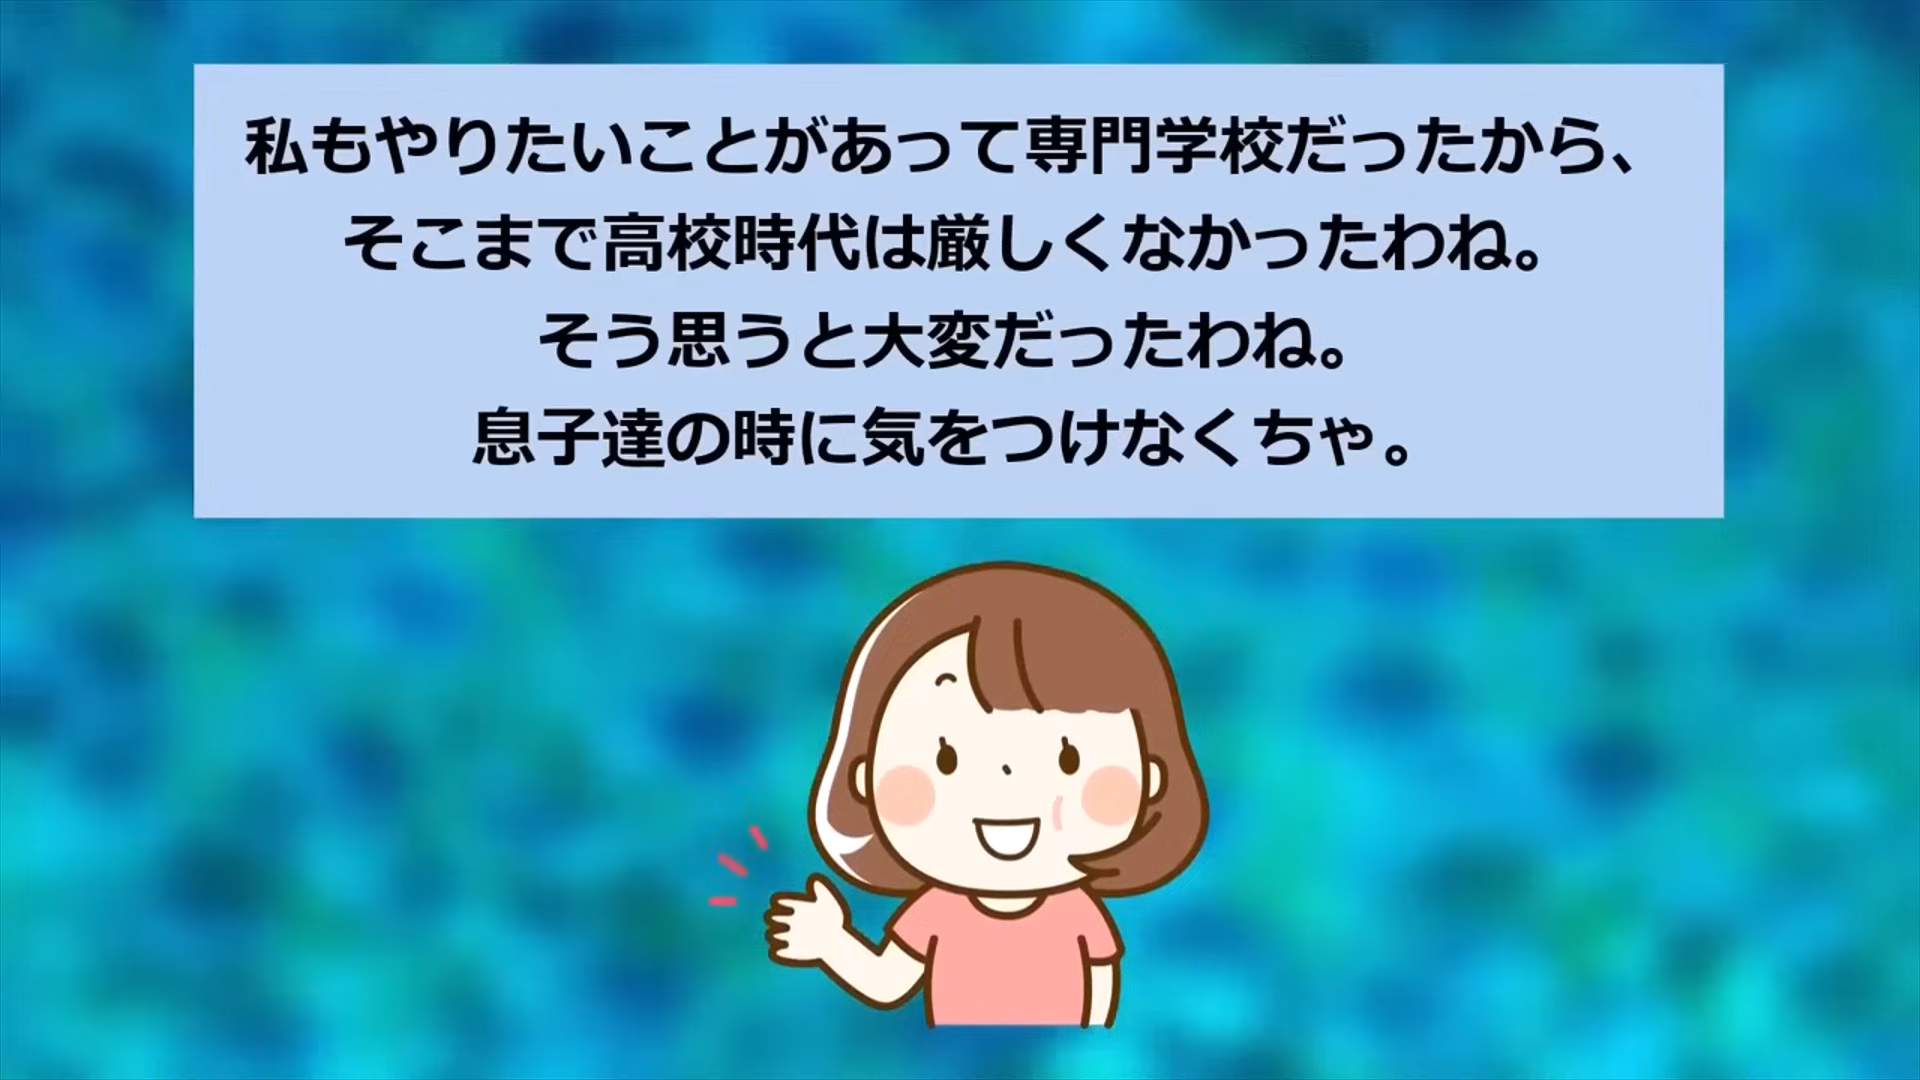 私もやりたいことがあって専門学校だったから、
そこまで高校時代は厳しくなかったわね。
そう思うと大変だったわね。
息子達の時に気をつけなくちゃ。